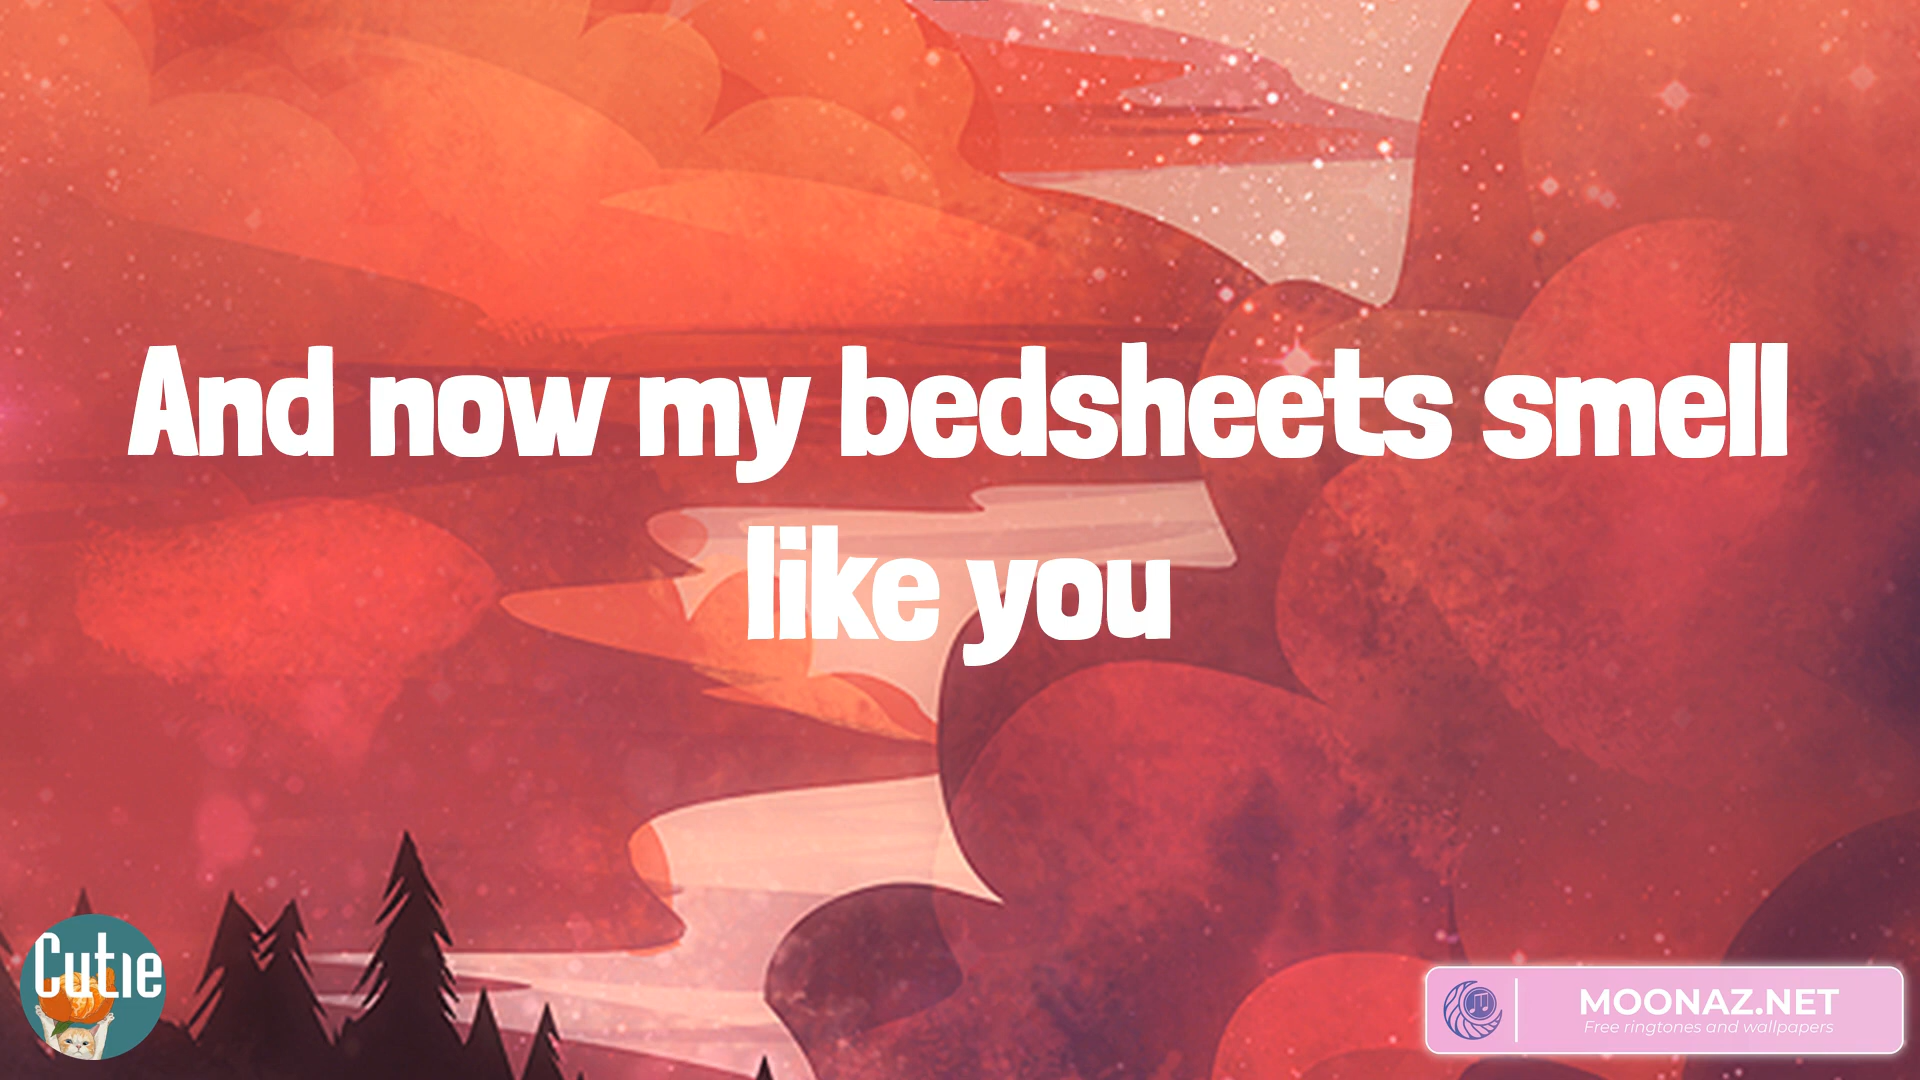 And now my bedsheets smell
like you
Cutie
MOONAZ.NET
Free ringtones and wallpapers